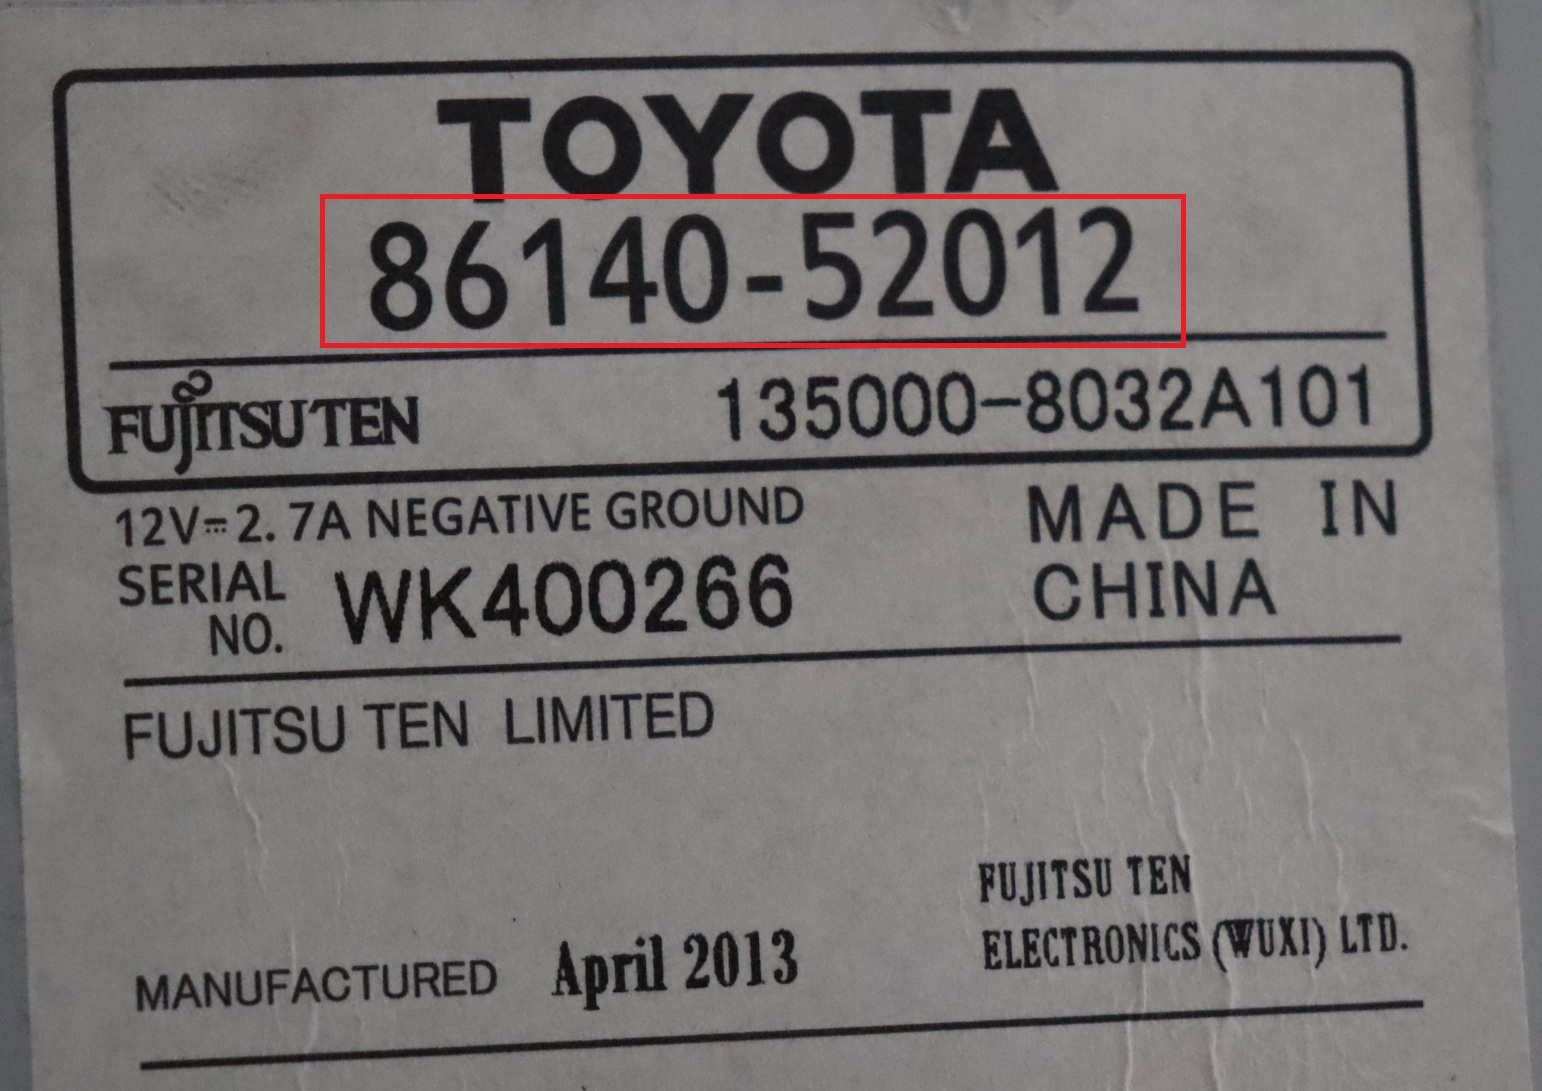 TOYOTA
86140-52012
FUJITSU TEN 135000-8032A101
12V⎓2.7A NEGATIVE GROUND
MADE IN
CHINA
SERIAL
NO. WK400266
FUJITSU TEN LIMITED
FUJITSU TEN
ELECTRONICS (WUXI) LTD.
MANUFACTURED April 2013